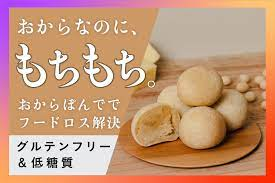 おからなのに、
もちもち。
おからぽんでで
フードロス解決
グルテンフリー
&低糖質